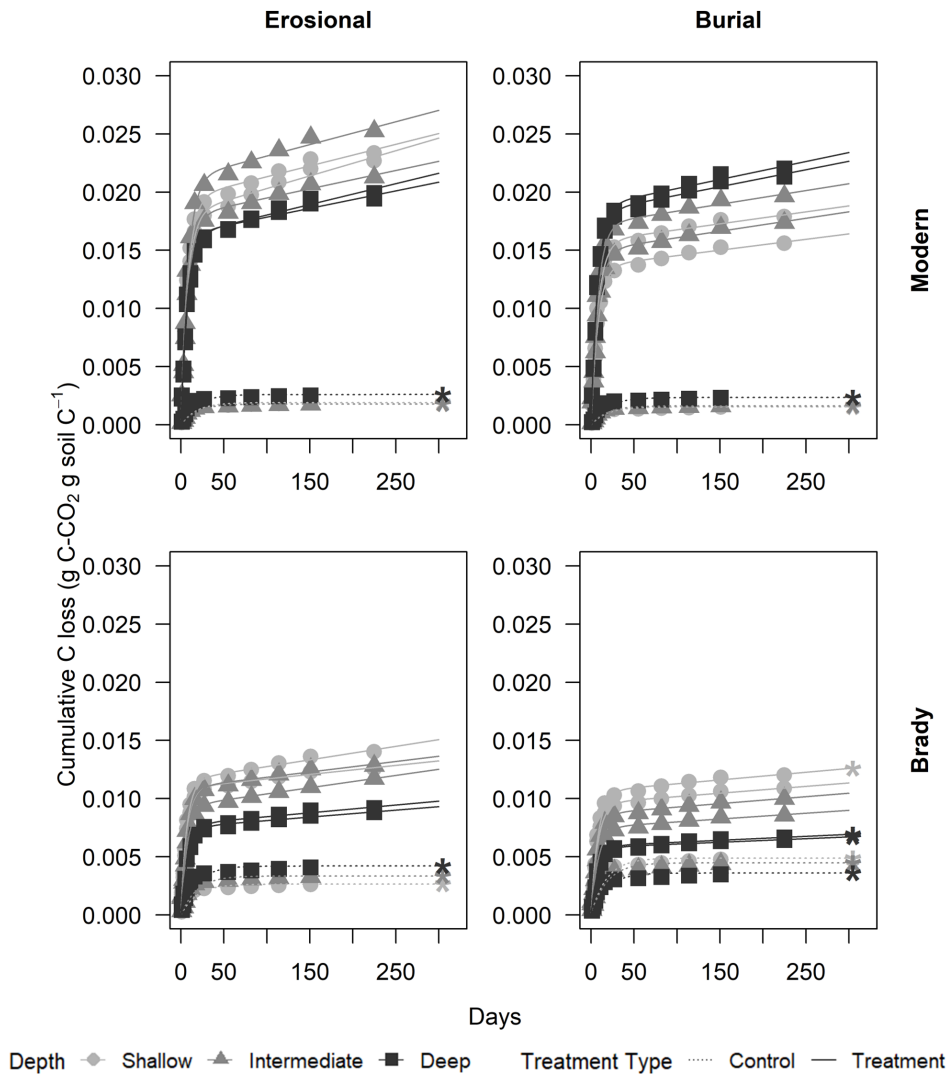 Erosional Burial
0.030 0.030
0.025 0.025
0.020 0.020
0.015 0.015
0.010 0.010
0.005 0.005
0.000 0.000
Modern
0 50 150 250 0 50 150 250
Cumulative C loss (g C-CO₂ g soil C⁻¹)
0.030 0.030
0.025 0.025
0.020 0.020
0.015 0.015
0.010 0.010
0.005 0.005
0.000 0.000
Brady
0 50 150 250 0 50 150 250
Days
Depth Shallow Intermediate Deep Treatment Type Control Treatment